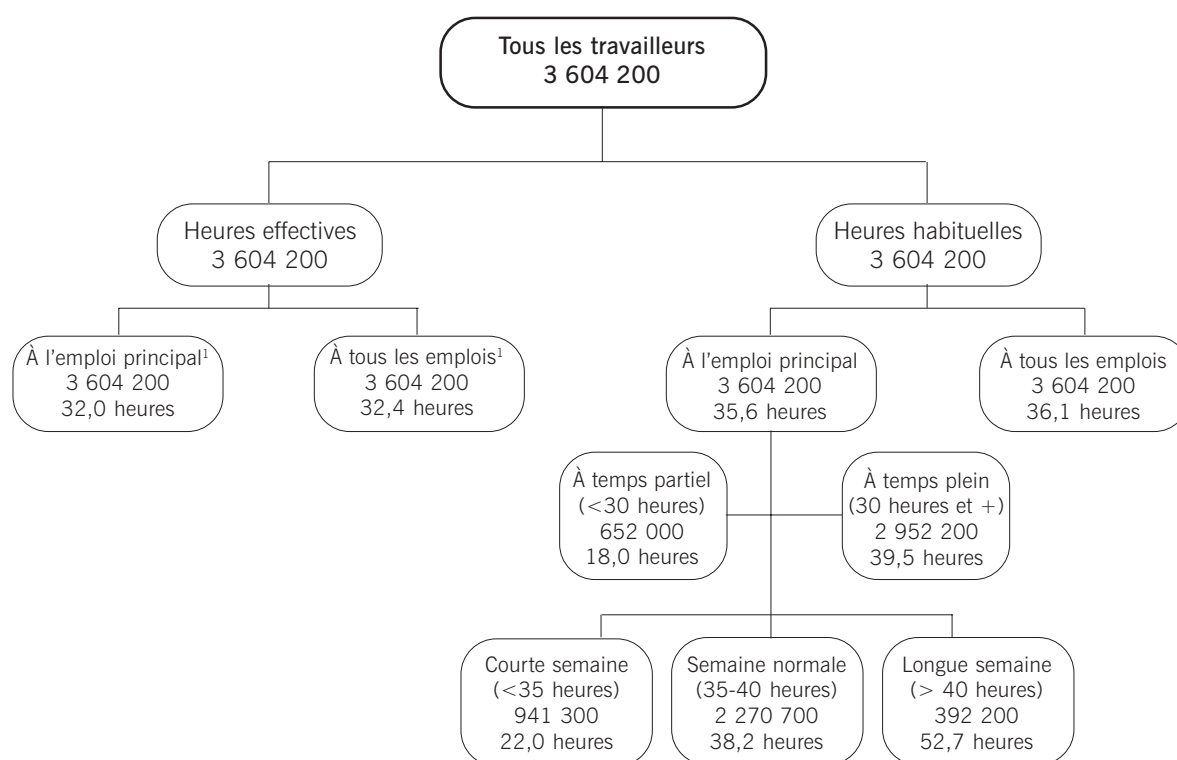 Tous les travailleurs
3 604 200
Heures effectives
3 604 200
Heures habituelles
3 604 200
À l'emploi principal¹
3 604 200
32,0 heures
À tous les emplois¹
3 604 200
32,4 heures
À l'emploi principal
3 604 200
35,6 heures
À tous les emplois
3 604 200
36,1 heures
À temps partiel
(<30 heures)
652 000
18,0 heures
À temps plein
(30 heures et +)
2 952 200
39,5 heures
Courte semaine
(<35 heures)
941 300
22,0 heures
Semaine normale
(35-40 heures)
2 270 700
38,2 heures
Longue semaine
(> 40 heures)
392 200
52,7 heures